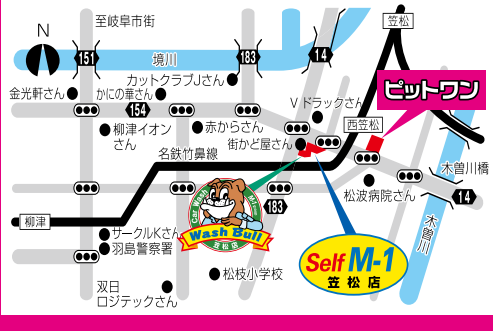 至岐阜市街
笠松
N
151
境川
183
14
カットクラブJさん
金光軒さん
かにの華さん
ピットワン
154
Vドラックさん
柳津イオン
さん
赤からさん
西笠松
街かど屋さん
名鉄竹鼻線
木曽川橋
松波病院さん
14
Car Wash
Wash Bull
笠松店
183
柳津
サークルKさん
羽島警察署
木曽川
Self M-1
笠松店
松枝小学校
双日
ロジテックさん